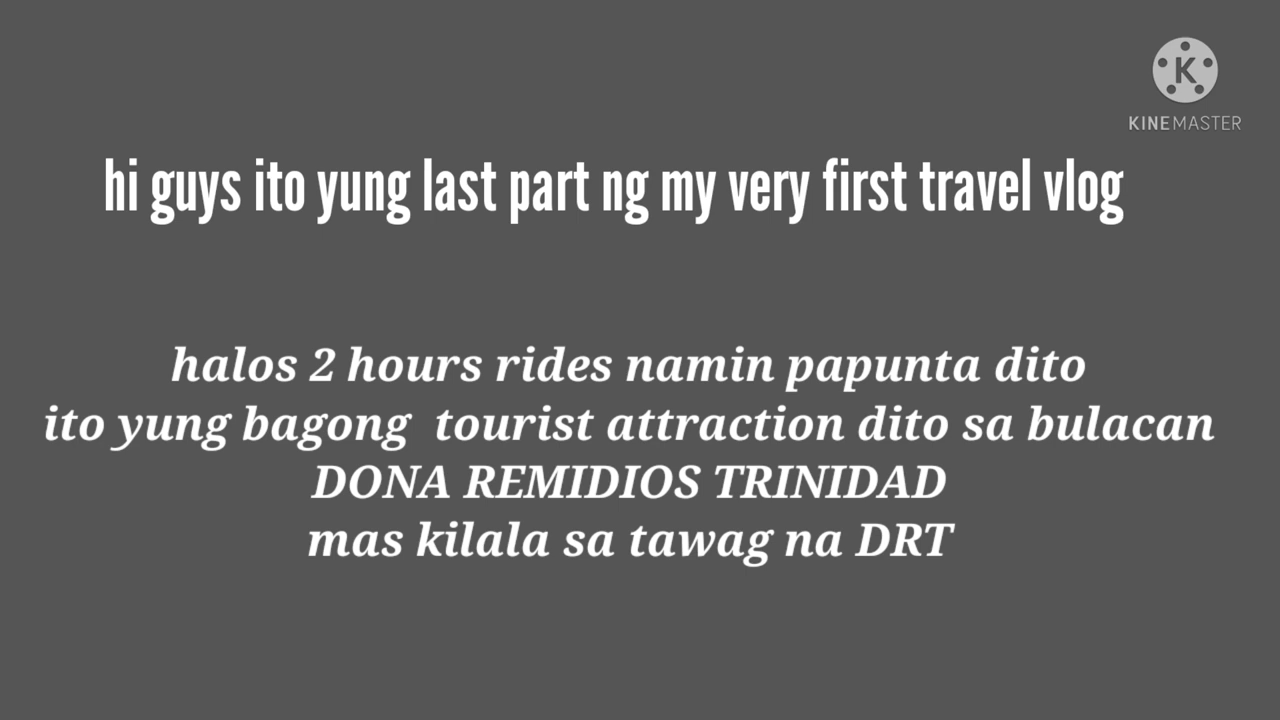 K
KINEMASTER
hi guys ito yung last part ng my very first travel vlog
halos 2 hours rides namin papunta dito
ito yung bagong tourist attraction dito sa bulacan
DONA REMIDIOS TRINIDAD
mas kilala sa tawag na DRT